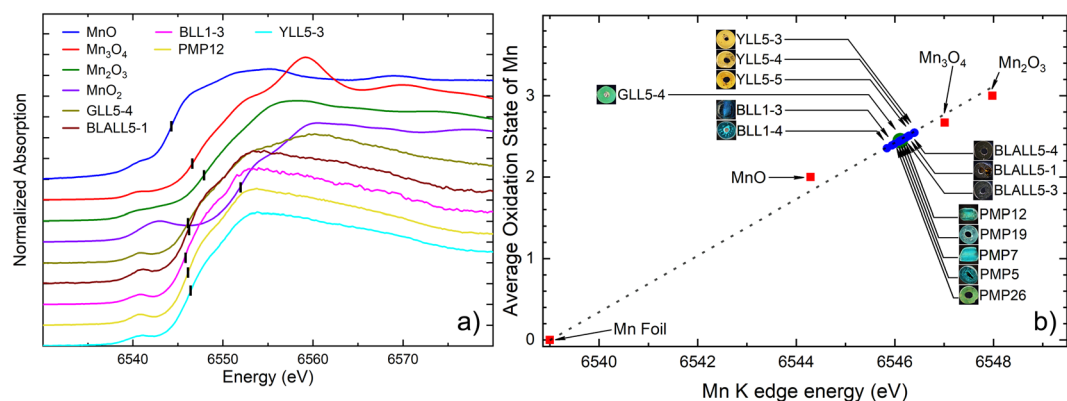 MnO
Mn3O4
Mn2O3
MnO2
GLL5-4
BLALL5-1
BLL1-3
PMP12
YLL5-3
Normalized Absorption
a)
6540 6550 6560 6570
Energy (eV)
Average Oxidation State of Mn
3
2
1
0
YLL5-3
YLL5-4
YLL5-5
GLL5-4
BLL1-3
BLL1-4
MnO
Mn3O4
Mn2O3
BLALL5-4
BLALL5-1
BLALL5-3
PMP12
PMP19
PMP7
PMP5
PMP26
Mn Foil
b)
6540 6542 6544 6546 6548
Mn K edge energy (eV)